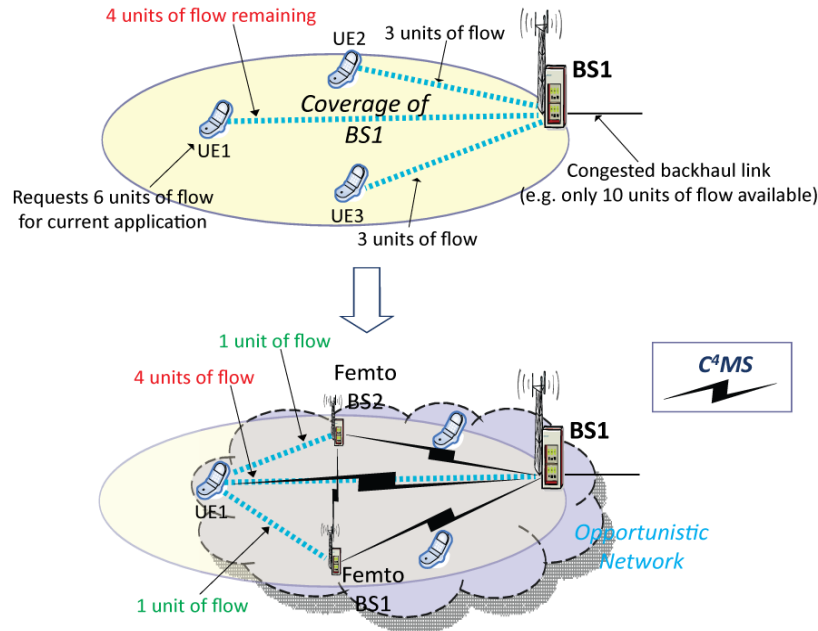 4 units of flow remaining
UE2
3 units of flow
BS1
Coverage of
BS1
UE1
Requests 6 units of flow
for current application
UE3
3 units of flow
Congested backhaul link
(e.g. only 10 units of flow available)
1 unit of flow
4 units of flow
Femto
BS2
C⁴MS
BS1
UE1
Opportunistic
Network
Femto
BS1
1 unit of flow